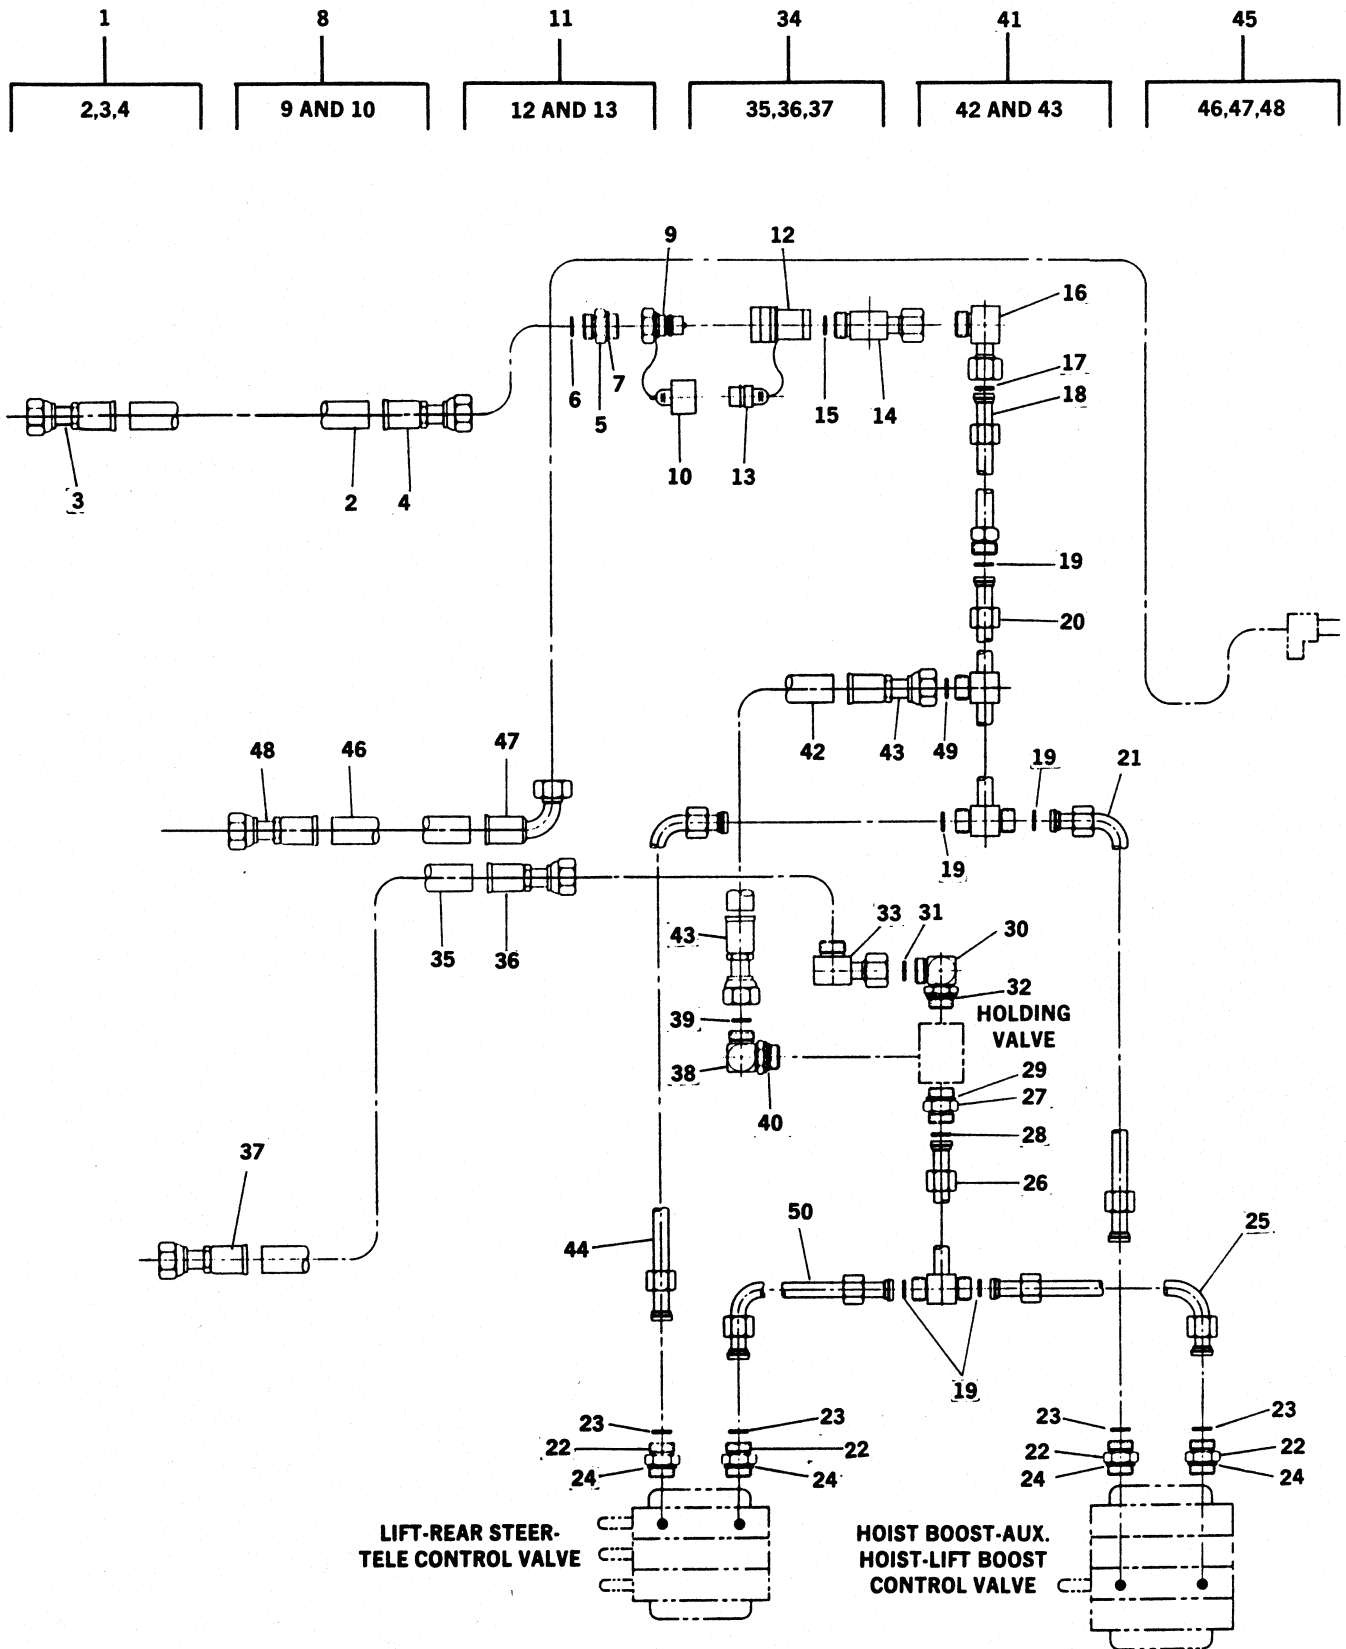 1 8 11 34 41 45
2,3,4 9 AND 10 12 AND 13 35,36,37 42 AND 43 46,47,48
9 12
16
17
18
7
6 5 15 14
10 13
3 2 4
19
20
48 46 47 42 43 49 19 21
19
33 31 30
43
35 36
32
HOLDING
VALVE
39
38
40
29
27
28
37
26
50
25
44
19
23 23 23 23
22 22 22 22
24 24 24 24
LIFT-REAR STEER-
TELE CONTROL VALVE
HOIST BOOST-AUX.
HOIST-LIFT BOOST
CONTROL VALVE